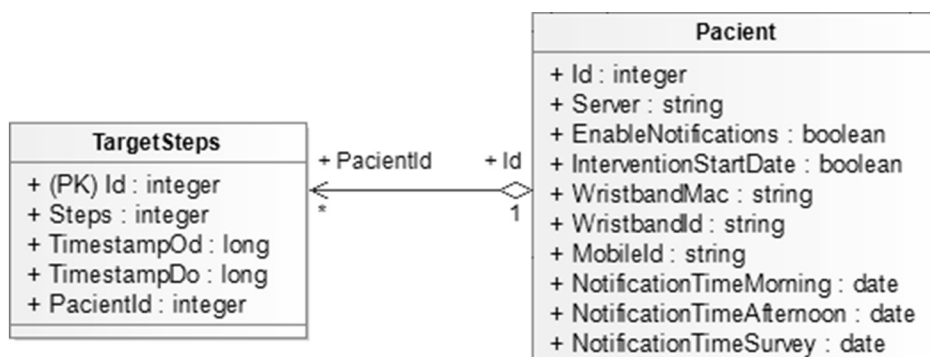 TargetSteps
+ (PK) Id : integer
+ Steps : integer
+ TimestampOd : long
+ TimestampDo : long
+ PacientId : integer
+ PacientId
*
+ Id
1
Pacient
+ Id : integer
+ Server : string
+ EnableNotifications : boolean
+ InterventionStartDate : boolean
+ WristbandMac : string
+ WristbandId : string
+ MobileId : string
+ NotificationTimeMorning : date
+ NotificationTimeAfternoon : date
+ NotificationTimeSurvey : date